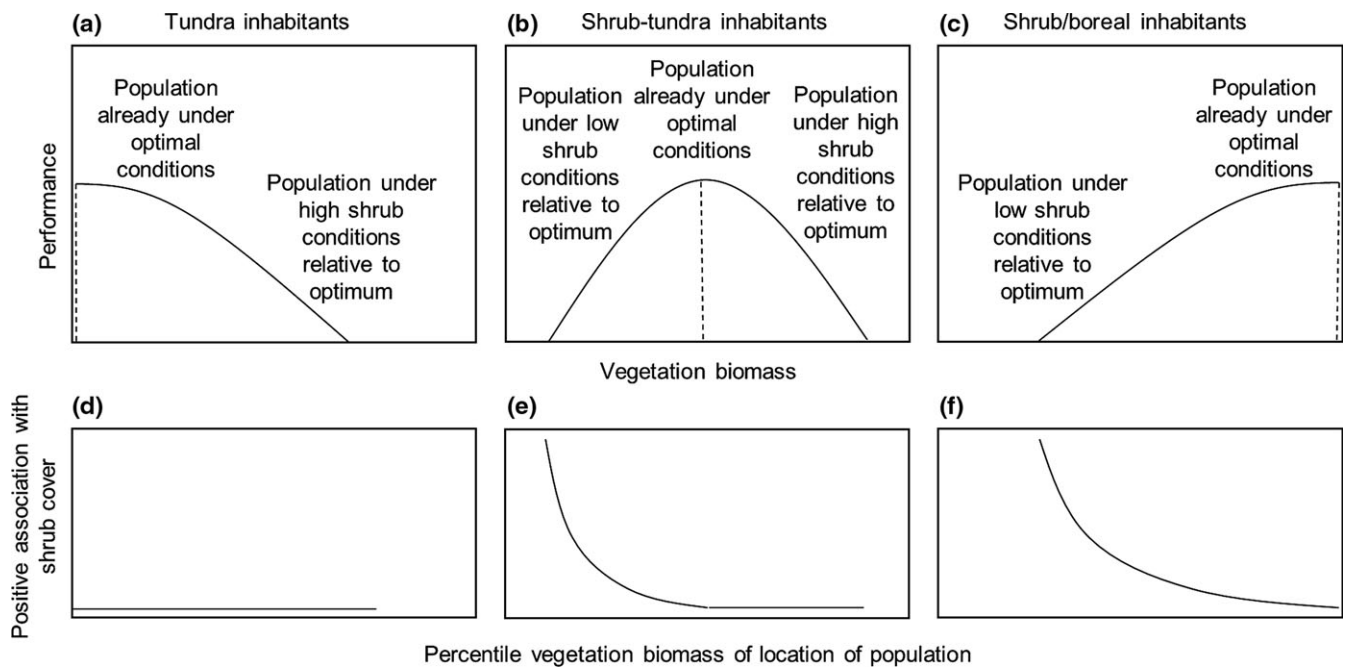 (a) Tundra inhabitants
(b) Shrub-tundra inhabitants
(c) Shrub/boreal inhabitants
Performance
Population
already under
optimal
conditions
Population under
high shrub
conditions
relative to
optimum
Population
under low
shrub
conditions
relative to
optimum
Population
already under
optimal
conditions
Population
under high
shrub
conditions
relative to
optimum
Population under
low shrub
conditions
relative to
optimum
Population
already under
optimal
conditions
Vegetation biomass
(d)
(e)
(f)
Positive association with
shrub cover
Percentile vegetation biomass of location of population